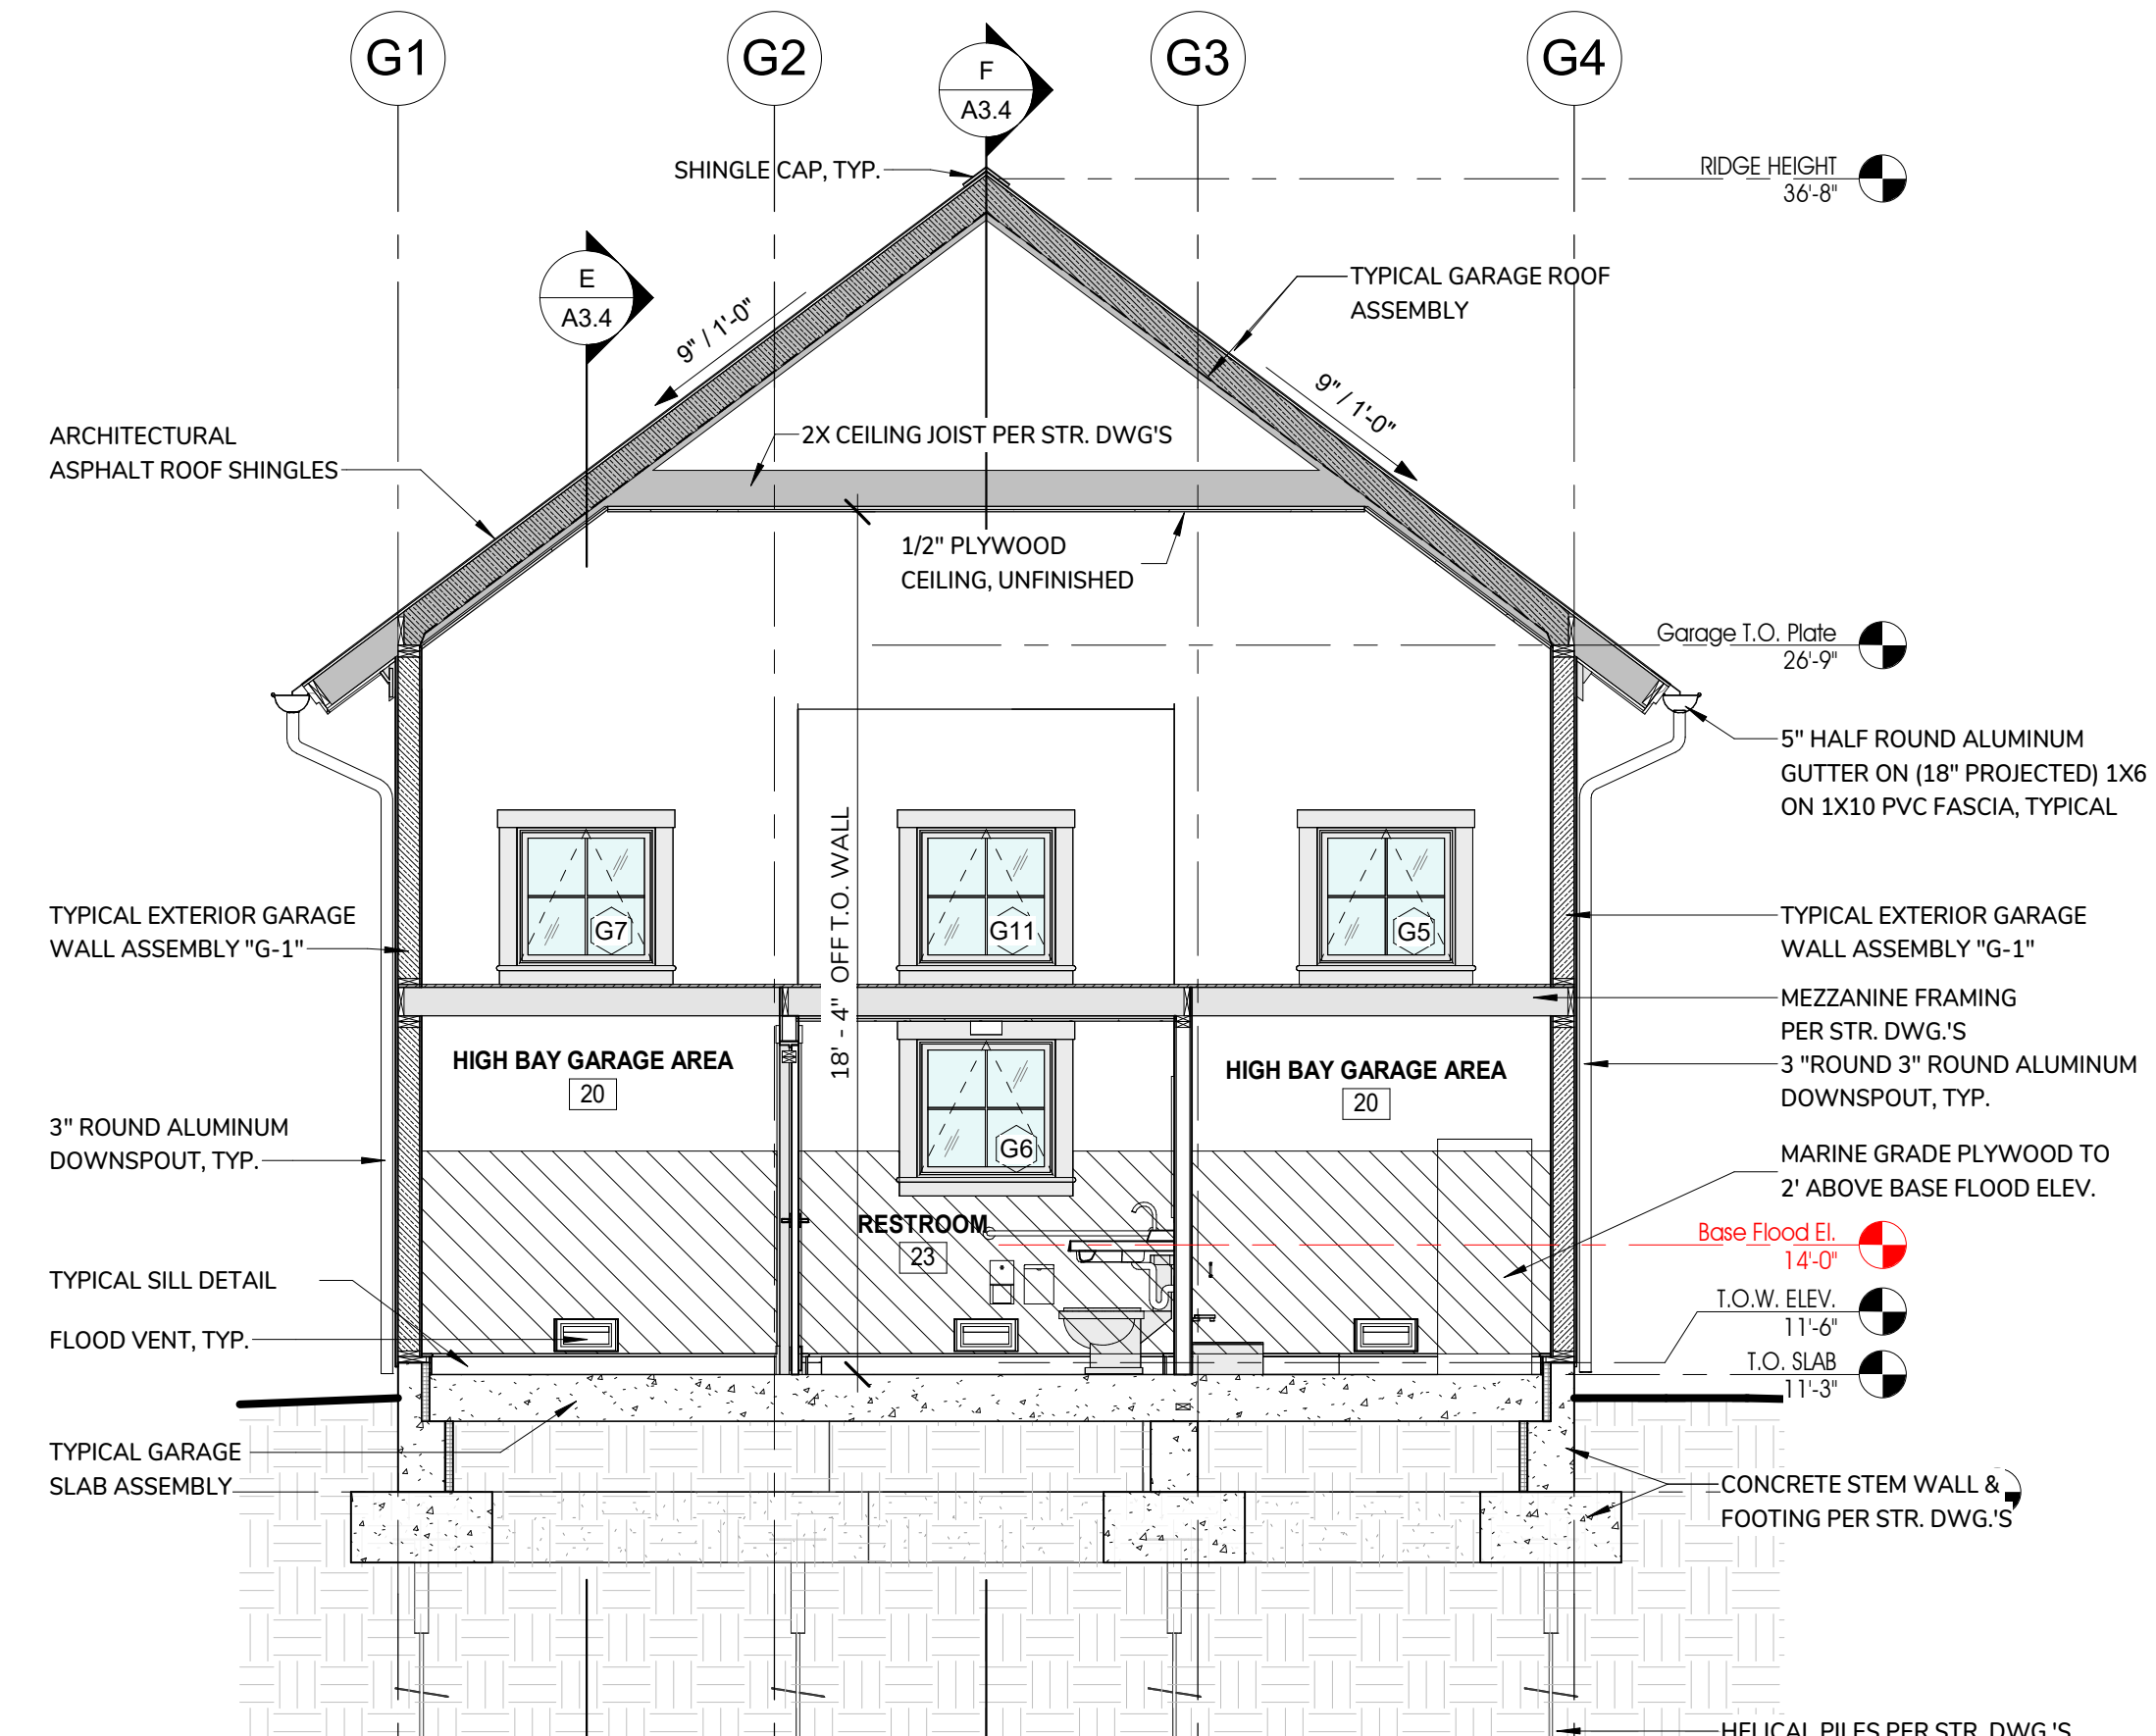 G1
G2
F
A3.4
G3
G4
SHINGLE CAP, TYP.
RIDGE HEIGHT
36'-8"
E
A3.4
9" / 1'-0"
TYPICAL GARAGE ROOF
ASSEMBLY
9" / 1'-0"
ARCHITECTURAL
ASPHALT ROOF SHINGLES
2X CEILING JOIST PER STR. DWG'S
1/2" PLYWOOD
CEILING, UNFINISHED
Garage T.O. Plate
26'-9"
5" HALF ROUND ALUMINUM
GUTTER ON (18" PROJECTED) 1X6
ON 1X10 PVC FASCIA, TYPICAL
18' - 4" OFF T.O. WALL
TYPICAL EXTERIOR GARAGE
WALL ASSEMBLY "G-1"
G7
G11
G5
TYPICAL EXTERIOR GARAGE
WALL ASSEMBLY "G-1"
MEZZANINE FRAMING
PER STR. DWG.'S
HIGH BAY GARAGE AREA
20
HIGH BAY GARAGE AREA
20
3 "ROUND 3" ROUND ALUMINUM
DOWNSPOUT, TYP.
3" ROUND ALUMINUM
DOWNSPOUT, TYP.
G6
MARINE GRADE PLYWOOD TO
2' ABOVE BASE FLOOD ELEV.
RESTROOM
23
Base Flood El.
14'-0"
TYPICAL SILL DETAIL
T.O.W. ELEV.
11'-6"
FLOOD VENT, TYP.
T.O. SLAB
11'-3"
TYPICAL GARAGE
SLAB ASSEMBLY
CONCRETE STEM WALL &
FOOTING PER STR. DWG.'S
HELICAL PILES PER STR. DWG.'S